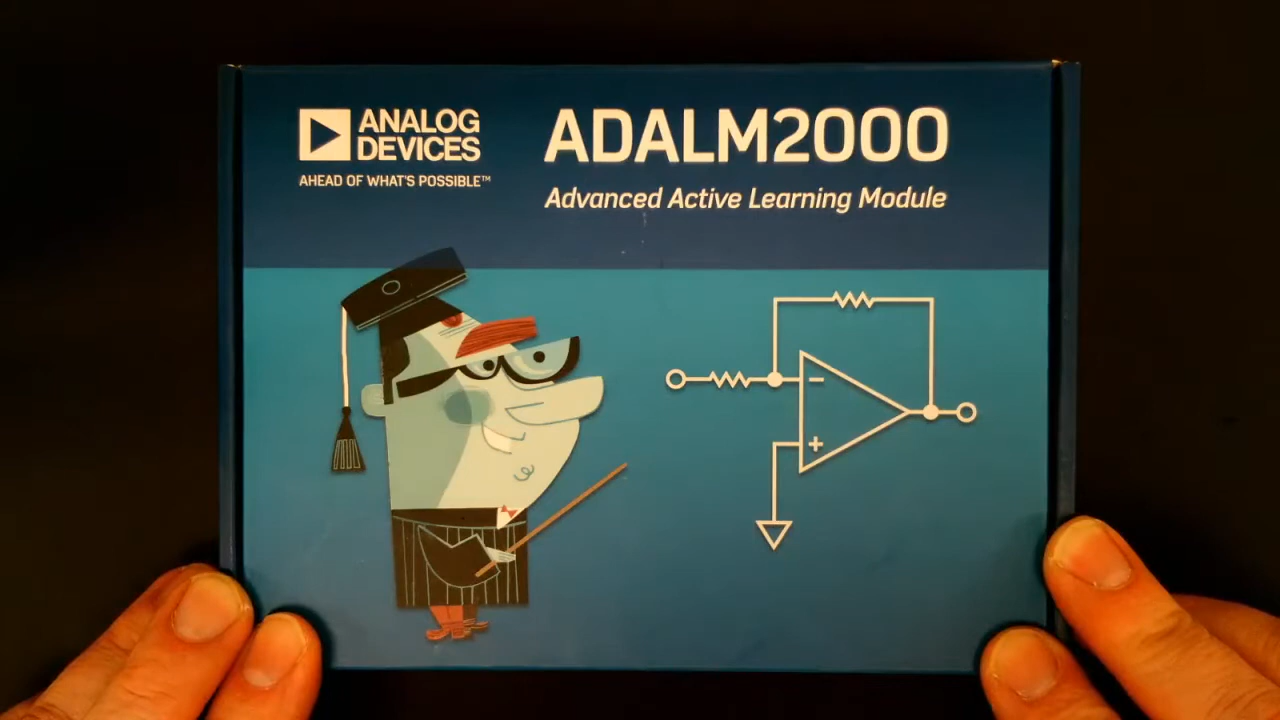 ANALOG
DEVICES
AHEAD OF WHAT'S POSSIBLE™
ADALM2000
Advanced Active Learning Module
−
+